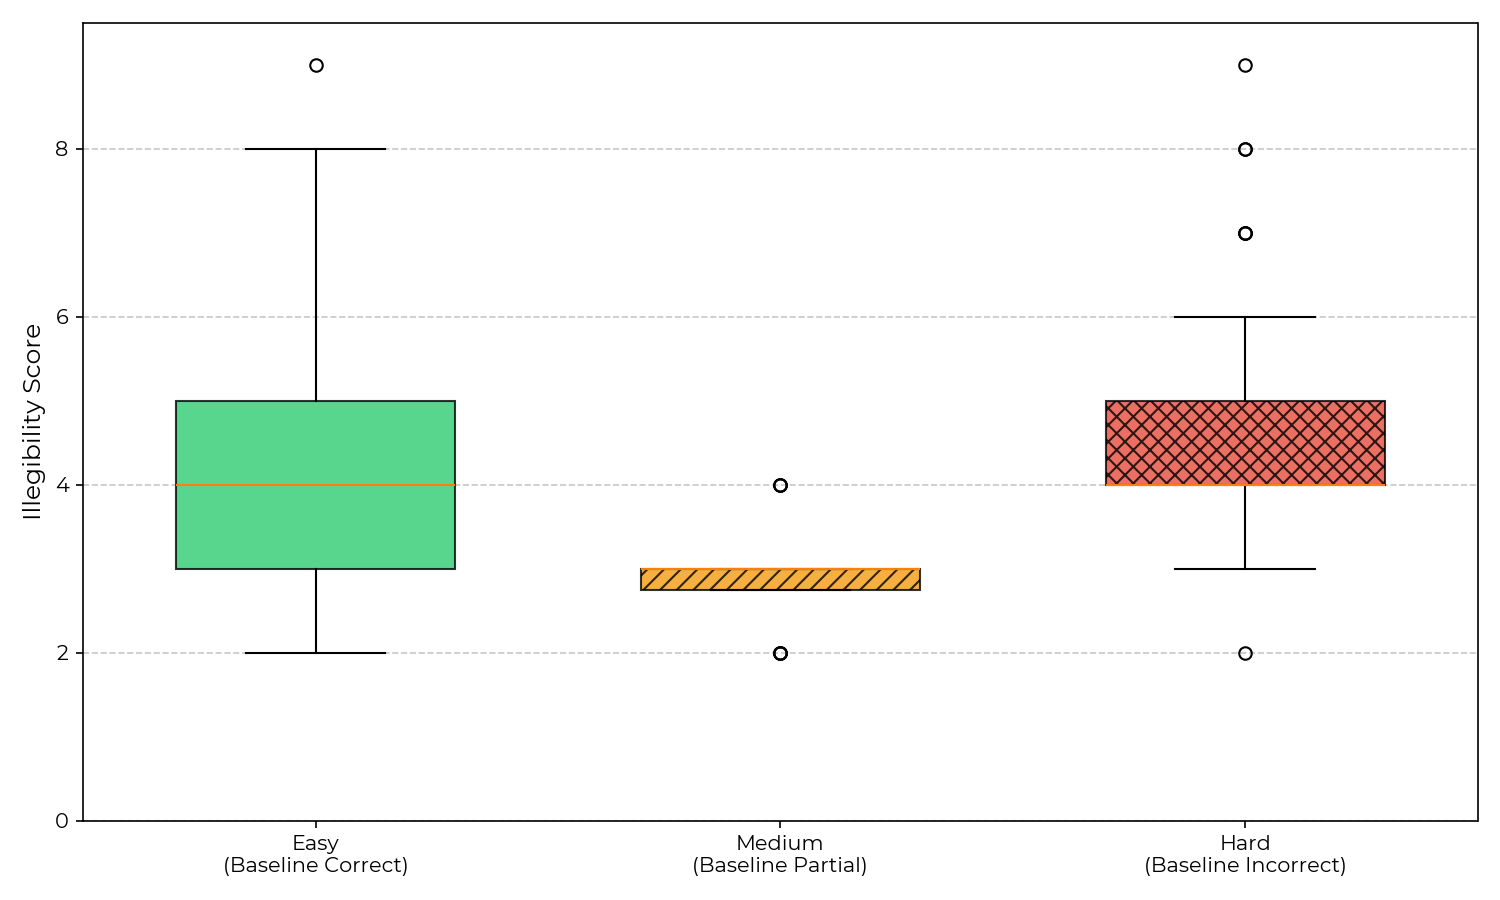 8
6
4
2
0
Illegibility Score
Easy
(Baseline Correct)
Medium
(Baseline Partial)
Hard
(Baseline Incorrect)